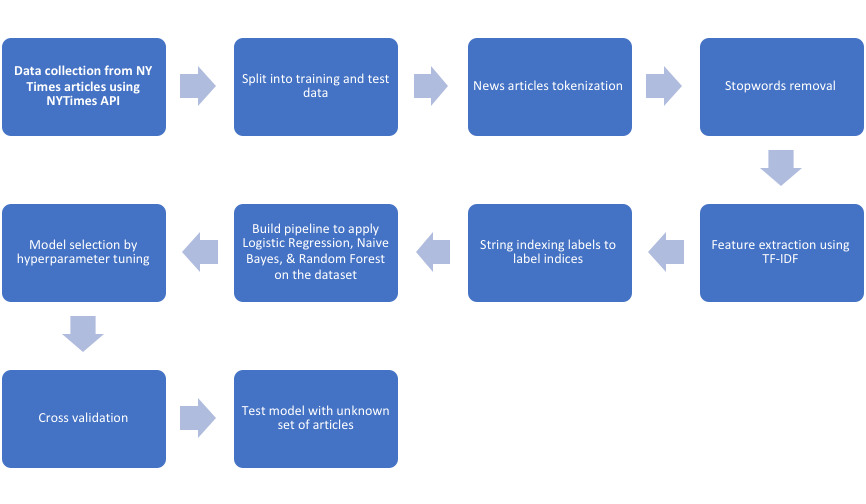 Data collection from NY
Times articles using
NYTimes API
Split into training and test
data
News articles tokenization
Stopwords removal
Feature extraction using
TF-IDF
String indexing labels to
label indices
Build pipeline to apply
Logistic Regression, Naive
Bayes, & Random Forest
on the dataset
Model selection by
hyperparameter tuning
Cross validation
Test model with unknown
set of articles